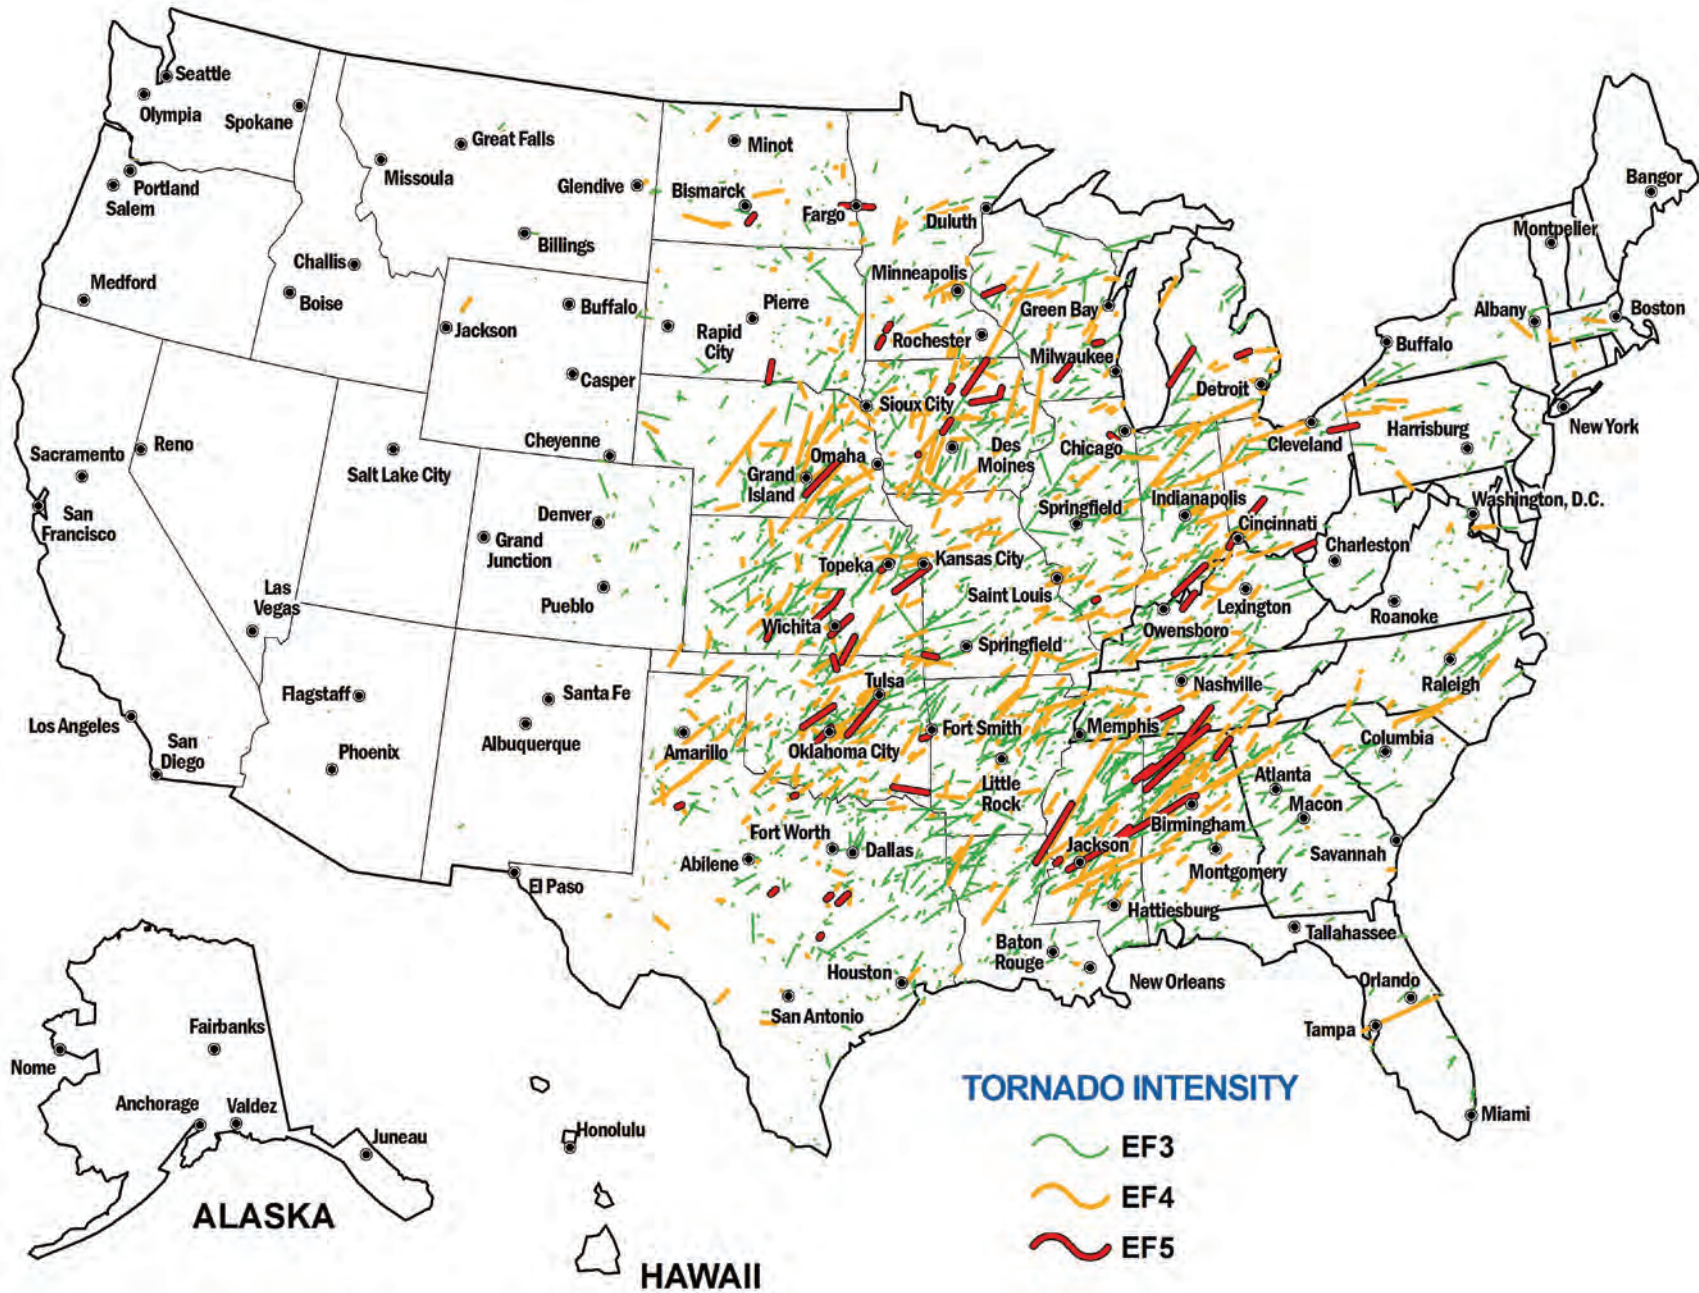 Seattle
Olympia
Spokane
Great Falls
Missoula
Glendive
Minot
Bismarck
Fargo
Duluth
Bangor
Montpelier
Portland
Salem
Billings
Challis
Boise
Medford
Jackson
Buffalo
Pierre
Rapid
City
Minneapolis
Rochester
Green Bay
Milwaukee
Detroit
Buffalo
Albany
Boston
Casper
Sioux City
Cheyenne
Omaha
Grand
Island
Des
Moines
Chicago
Cleveland
Harrisburg
New York
Sacramento
Reno
Salt Lake City
San
Francisco
Denver
Grand
Junction
Pueblo
Topeka
Kansas City
Springfield
Indianapolis
Cincinnati
Washington, D.C.
Charleston
Saint Louis
Lexington
Roanoke
Owensboro
Las
Vegas
Wichita
Springfield
Tulsa
Nashville
Raleigh
Flagstaff
Santa Fe
Los Angeles
San
Diego
Phoenix
Albuquerque
Amarillo
Oklahoma City
Fort Smith
Memphis
Columbia
Little
Rock
Atlanta
Macon
Birmingham
Fort Worth
Dallas
Abilene
Jackson
Savannah
Montgomery
El Paso
Hattiesburg
Tallahassee
Baton
Rouge
New Orleans
Houston
San Antonio
Orlando
Tampa
Miami
Fairbanks
Nome
Anchorage
Valdez
Juneau
ALASKA
Honolulu
HAWAII
TORNADO INTENSITY
EF3
EF4
EF5